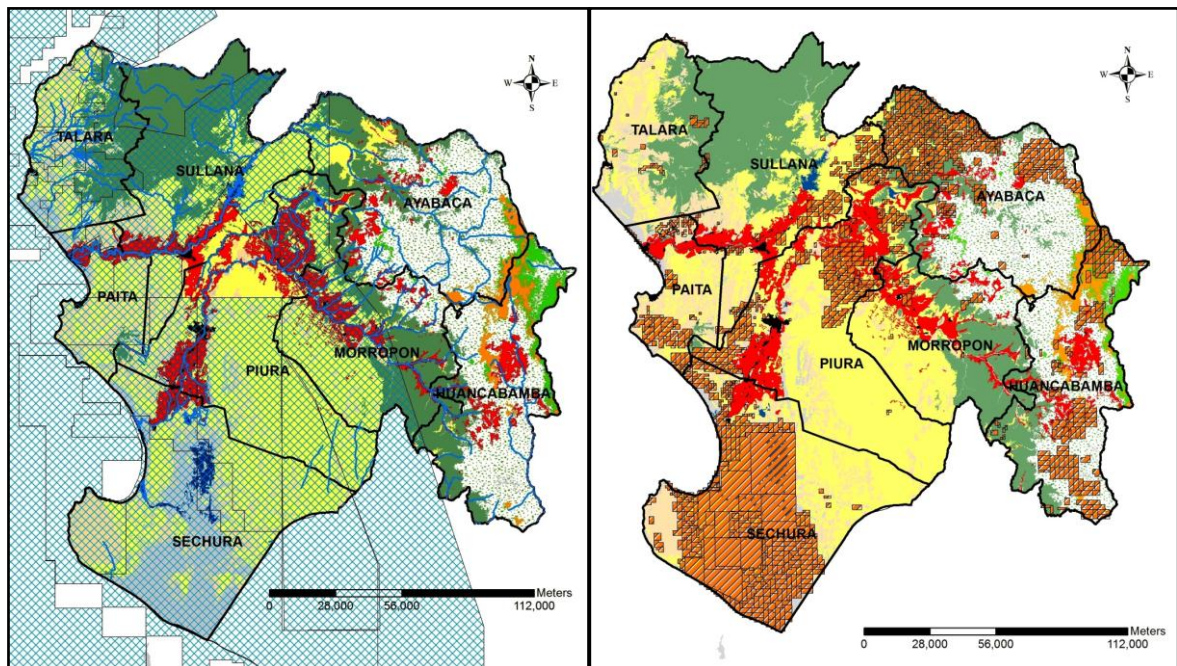 N
W E
S
TALARA
SULLANA
AYABACA
PAITA
PIURA
MORROPON
HUANCABAMBA
SECHURA
Meters
0 28,000 56,000 112,000
N
W E
S
TALARA
SULLANA
AYABACA
PAITA
PIURA
MORROPON
HUANCABAMBA
SECHURA
Meters
0 28,000 56,000 112,000